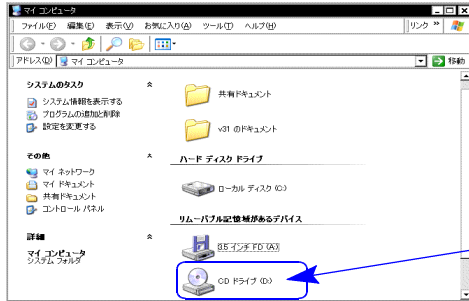 マイ コンピュータ
ファイル(F) 編集(E) 表示(V) お気に入り(A) ツール(T) ヘルプ(H) リンク »
アドレス(D) マイ コンピュータ 移動
システムのタスク
システム情報を表示する
プログラムの追加と削除
設定を変更する
その他
マイ ネットワーク
マイ ドキュメント
共有ドキュメント
コントロール パネル
詳細
マイ コンピュータ
システム フォルダ
共有ドキュメント
v31 のドキュメント
ハード ディスク ドライブ
ローカル ディスク (C:)
リムーバブル記憶域があるデバイス
3.5 インチ FD (A:)
CD ドライブ (D:)